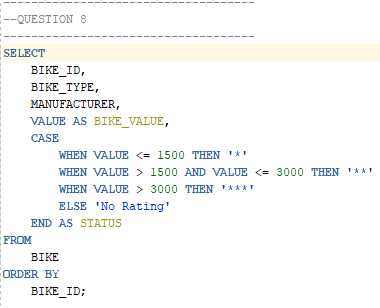 ------------------------------------
--QUESTION 8
------------------------------------
SELECT
    BIKE_ID,
    BIKE_TYPE,
    MANUFACTURER,
    VALUE AS BIKE_VALUE,
    CASE
        WHEN VALUE <= 1500 THEN '*'
        WHEN VALUE > 1500 AND VALUE <= 3000 THEN '**'
        WHEN VALUE > 3000 THEN '***'
        ELSE 'No Rating'
    END AS STATUS
FROM
    BIKE
ORDER BY
    BIKE_ID;